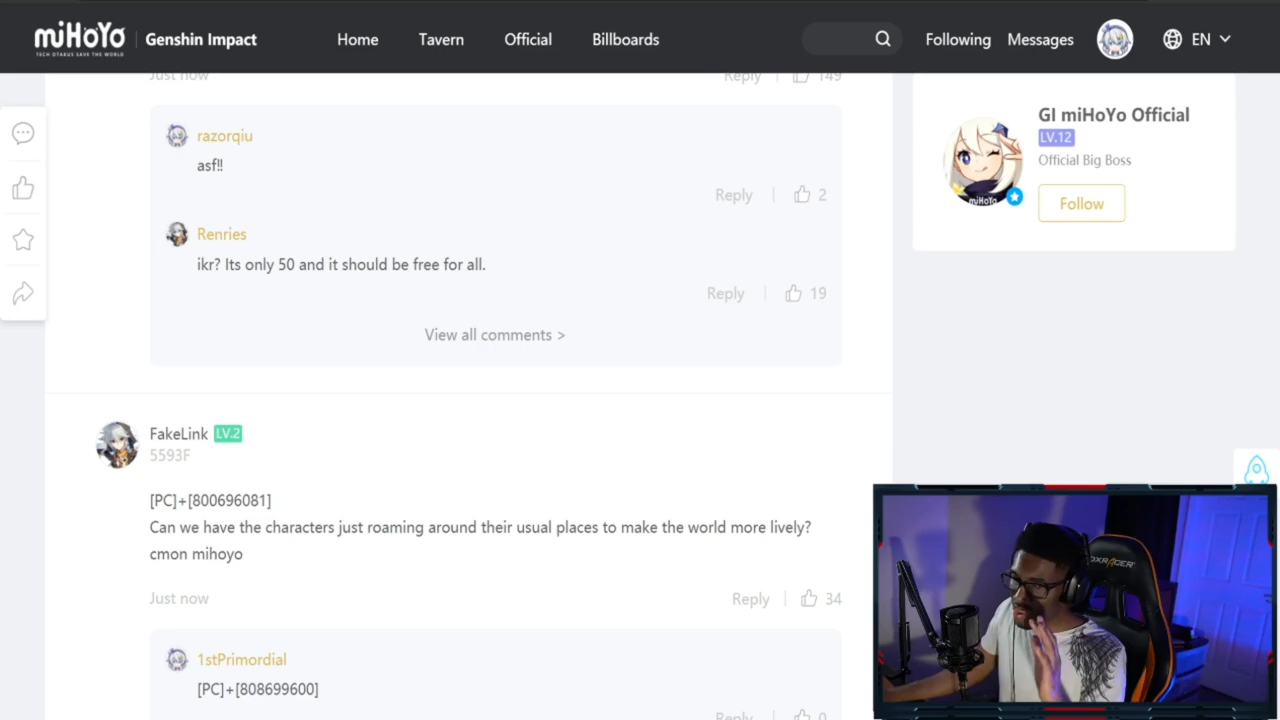 miHoYo
TECH OTAKUS SAVE THE WORLD
Genshin Impact
Home
Tavern
Official
Billboards
Following
Messages
EN
Just now
Reply
149
razorqiu
asf!!
Reply
2
Renries
ikr? Its only 50 and it should be free for all.
Reply
19
View all comments >
FakeLink LV.2
5593F
[PC]+[800696081]
Can we have the characters just roaming around their usual places to make the world more lively?
cmon mihoyo
Just now
Reply
34
1stPrimordial
[PC]+[808699600]
Reply
0
GI miHoYo Official
LV.12
Official Big Boss
miHoYo
Follow
OXRACER